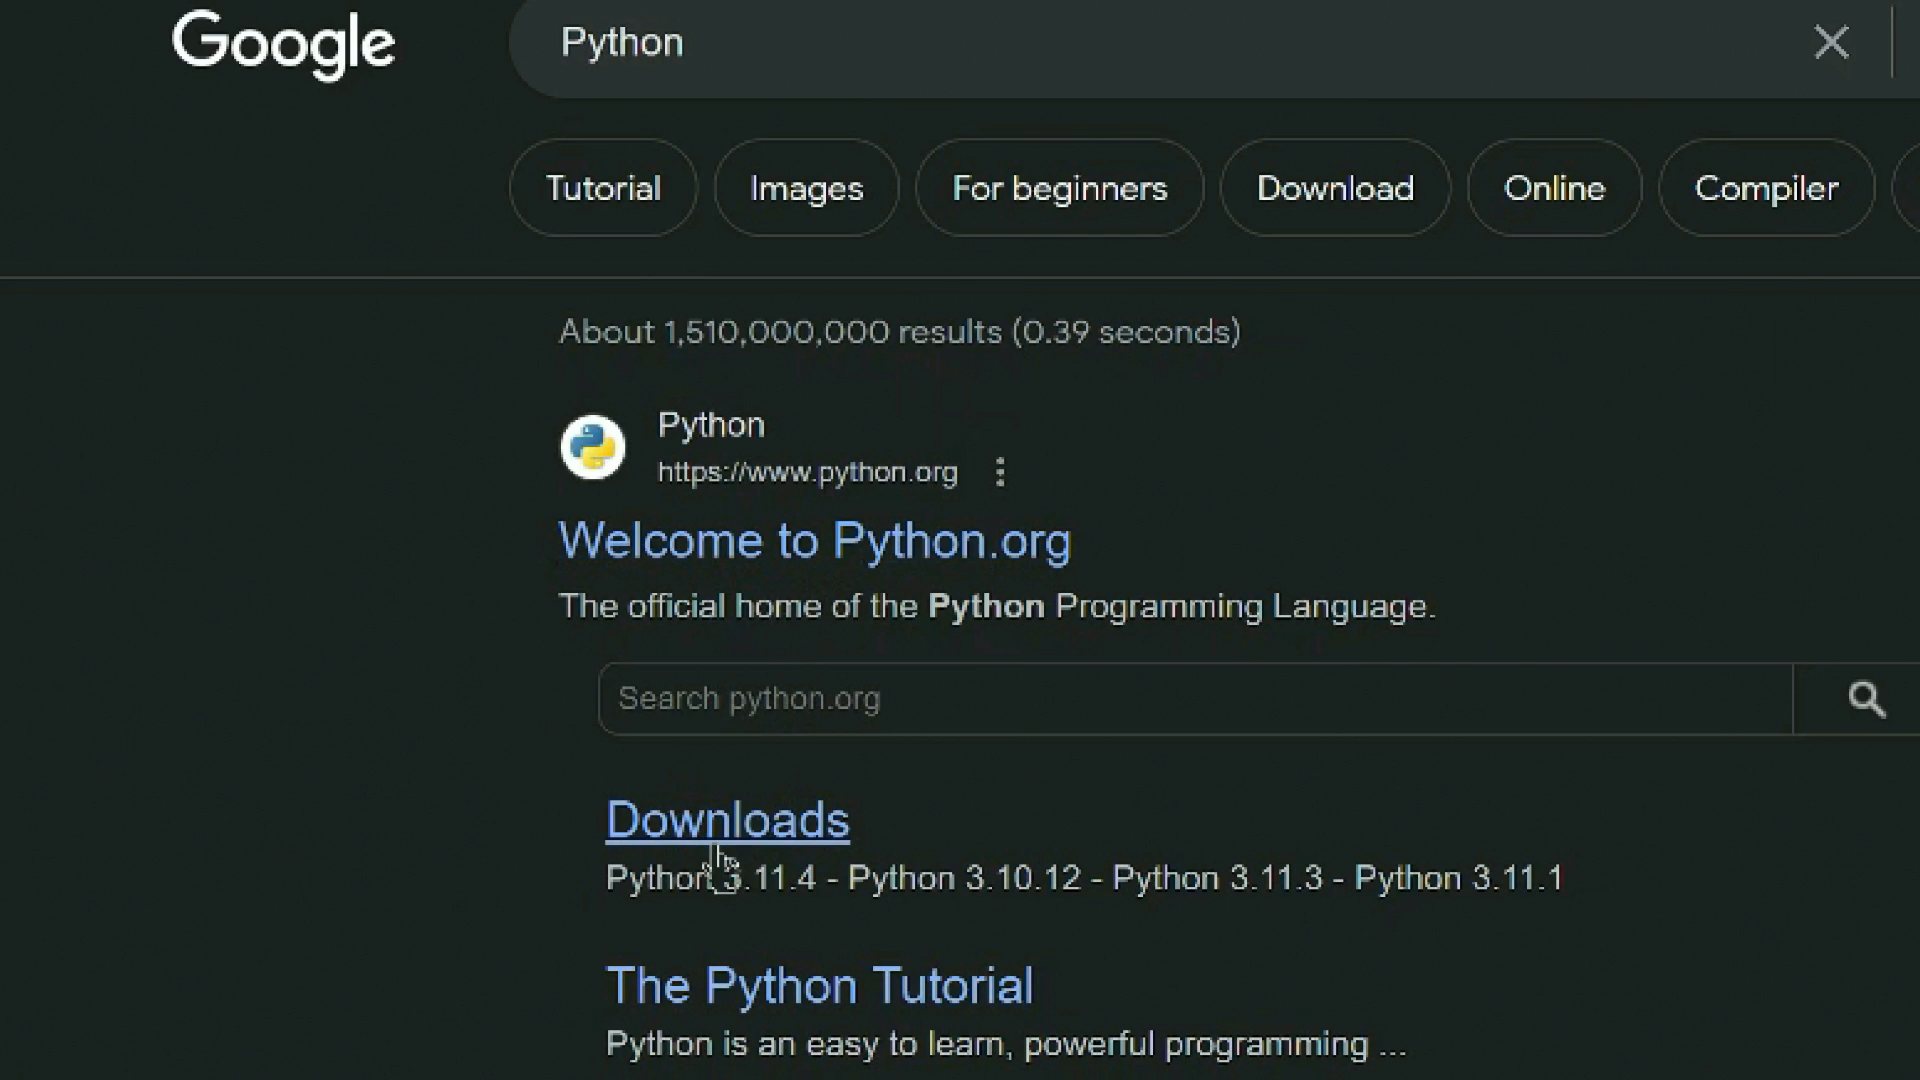 Google
Python
Tutorial
Images
For beginners
Download
Online
Compiler
About 1,510,000,000 results (0.39 seconds)
Python
https://www.python.org
Welcome to Python.org
The official home of the Python Programming Language.
Search python.org
Downloads
Python 3.11.4 - Python 3.10.12 - Python 3.11.3 - Python 3.11.1
The Python Tutorial
Python is an easy to learn, powerful programming ...